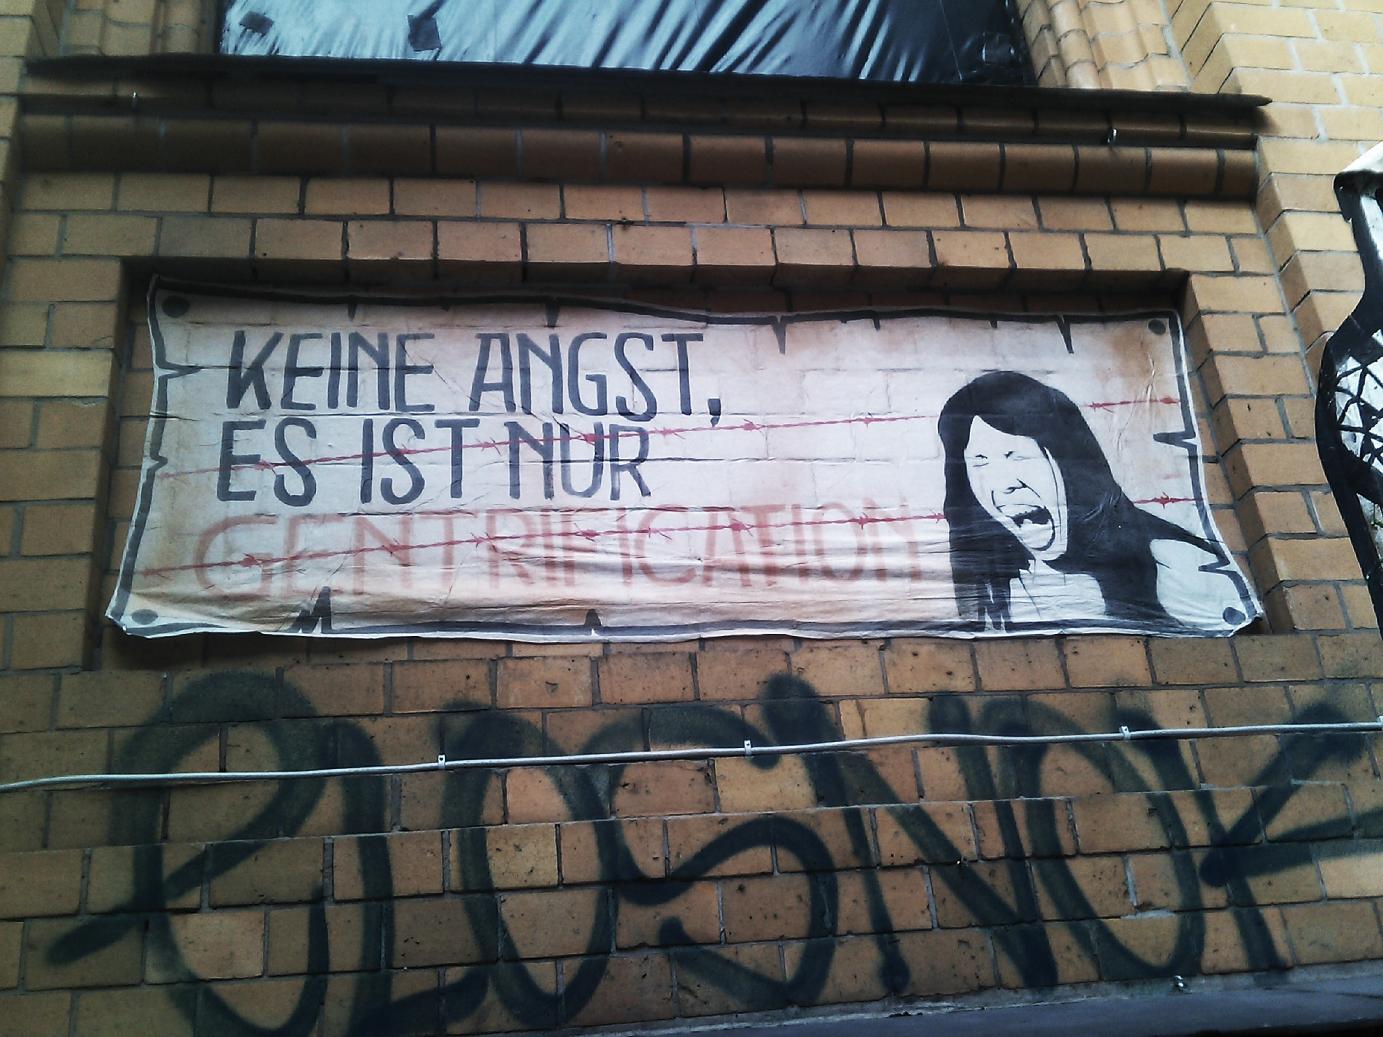 KEINE ANGST,
ES IST NUR
GENTRIFICATION